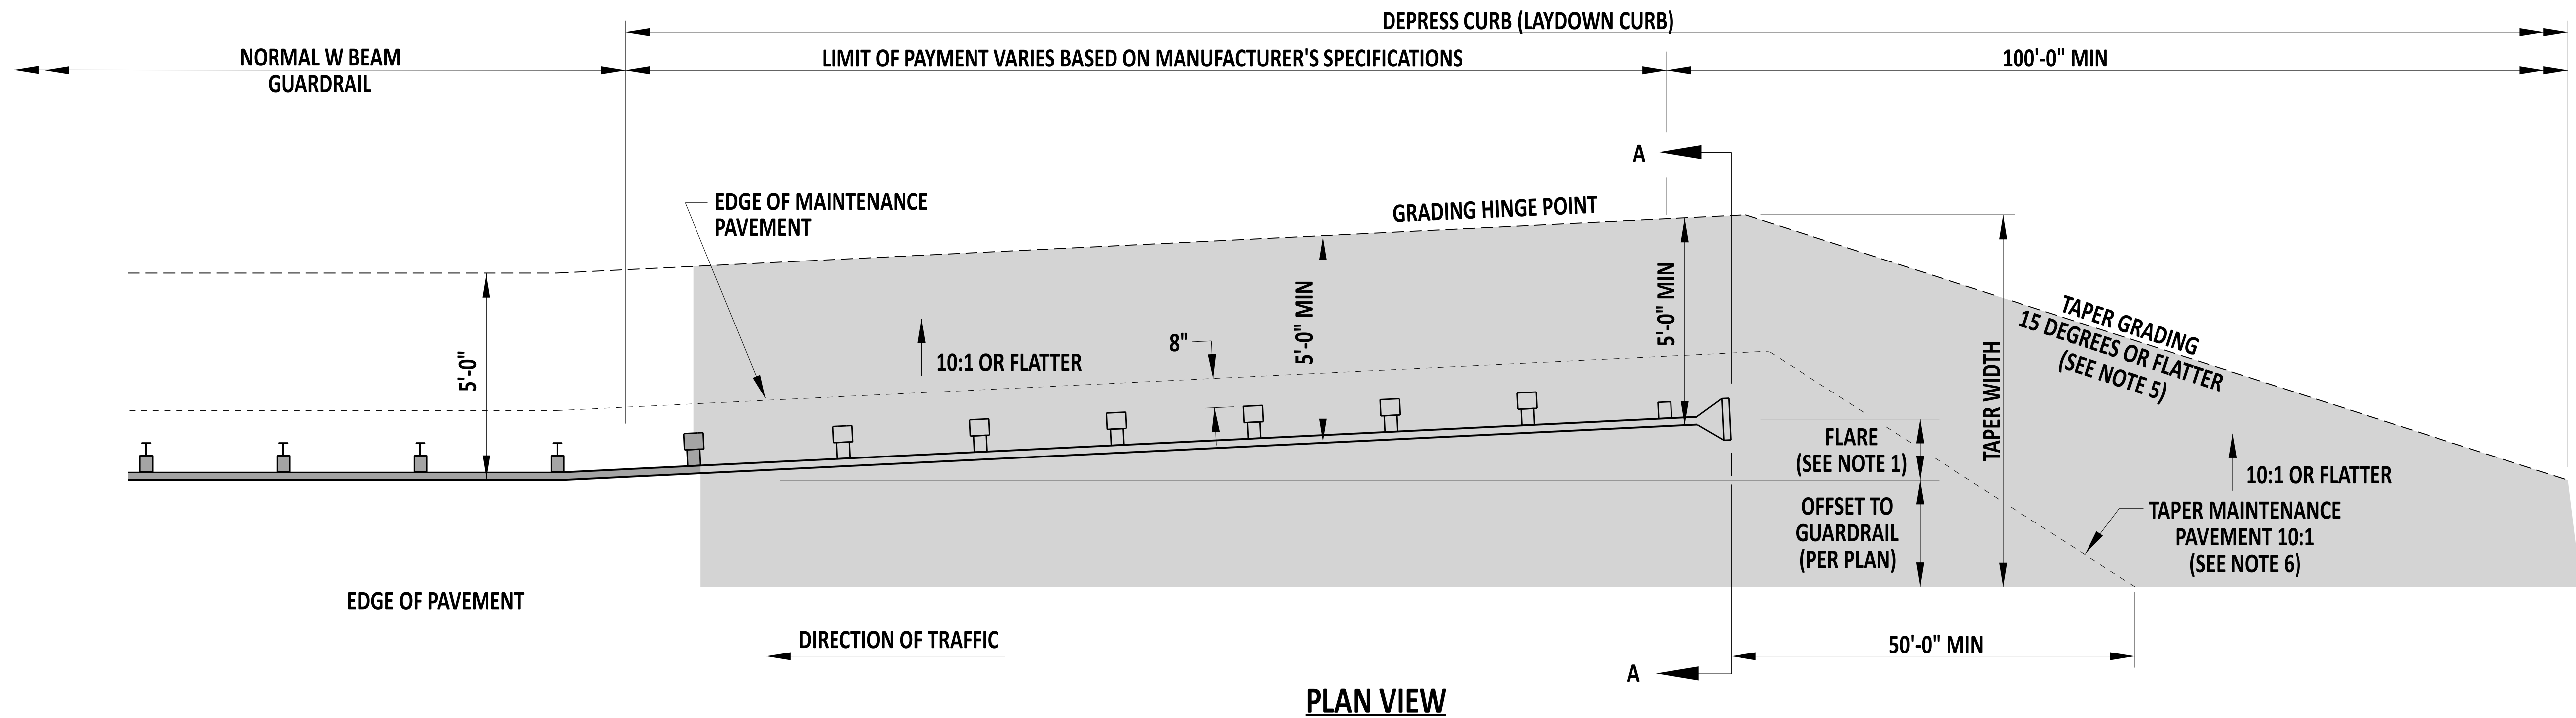 DEPRESS CURB (LAYDOWN CURB)
NORMAL W BEAM
GUARDRAIL
LIMIT OF PAYMENT VARIES BASED ON MANUFACTURER'S SPECIFICATIONS
100'-0" MIN
A
EDGE OF MAINTENANCE
PAVEMENT
GRADING HINGE POINT
5'-0"
10:1 OR FLATTER
8"
5'-0" MIN
5'-0" MIN
TAPER WIDTH
TAPER GRADING
15 DEGREES OR FLATTER
(SEE NOTE 5)
FLARE
(SEE NOTE 1)
10:1 OR FLATTER
OFFSET TO
GUARDRAIL
(PER PLAN)
TAPER MAINTENANCE
PAVEMENT 10:1
(SEE NOTE 6)
EDGE OF PAVEMENT
DIRECTION OF TRAFFIC
50'-0" MIN
A
PLAN VIEW